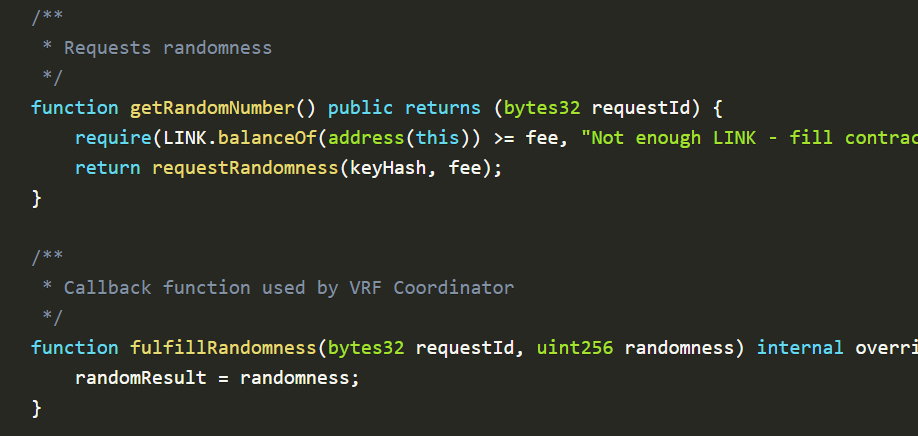 /**
* Requests randomness
*/
function getRandomNumber() public returns (bytes32 requestId) {
require(LINK.balanceOf(address(this)) >= fee, "Not enough LINK - fill contrac
return requestRandomness(keyHash, fee);
}
/**
* Callback function used by VRF Coordinator
*/
function fulfillRandomness(bytes32 requestId, uint256 randomness) internal overri
randomResult = randomness;
}